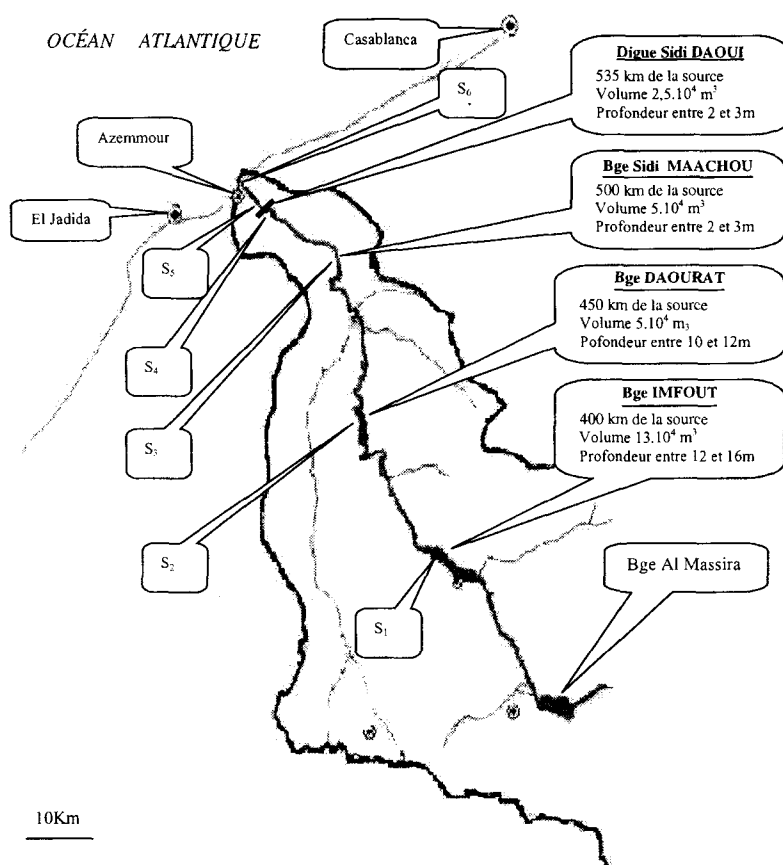 OCÉAN ATLANTIQUE
Casablanca
Digue Sidi DAOUI
535 km de la source
Volume 2,5.10⁴ m³
Profondeur entre 2 et 3m
S₆
Azemmour
Bge Sidi MAACHOU
500 km de la source
Volume 5.10⁴ m³
Profondeur entre 2 et 3m
El Jadida
S₅
Bge DAOURAT
450 km de la source
Volume 5.10⁴ m₃
Pofondeur entre 10 et 12m
S₄
Bge IMFOUT
400 km de la source
Volume 13.10⁴ m³
Profondeur entre 12 et 16m
S₃
S₂
Bge Al Massira
S₁
10Km